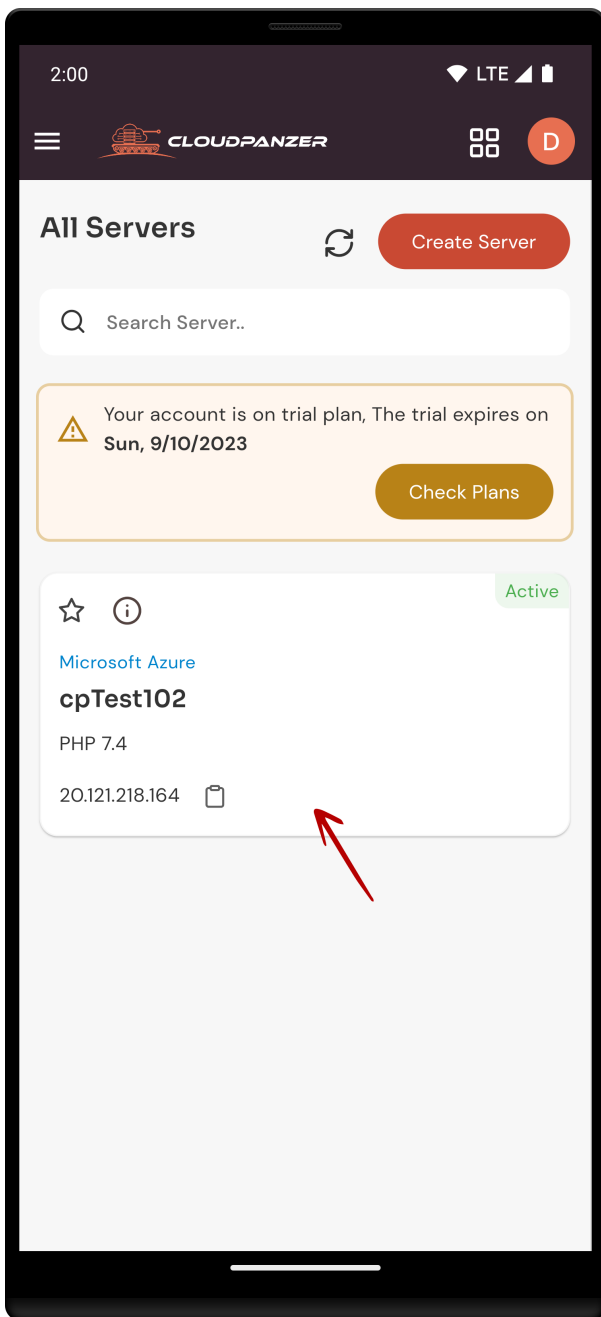 2:00 LTE
CLOUDPANZER D
All Servers
Create Server
Search Server..
Your account is on trial plan, The trial expires on
Sun, 9/10/2023
Check Plans
Active
Microsoft Azure
cpTest102
PHP 7.4
20.121.218.164